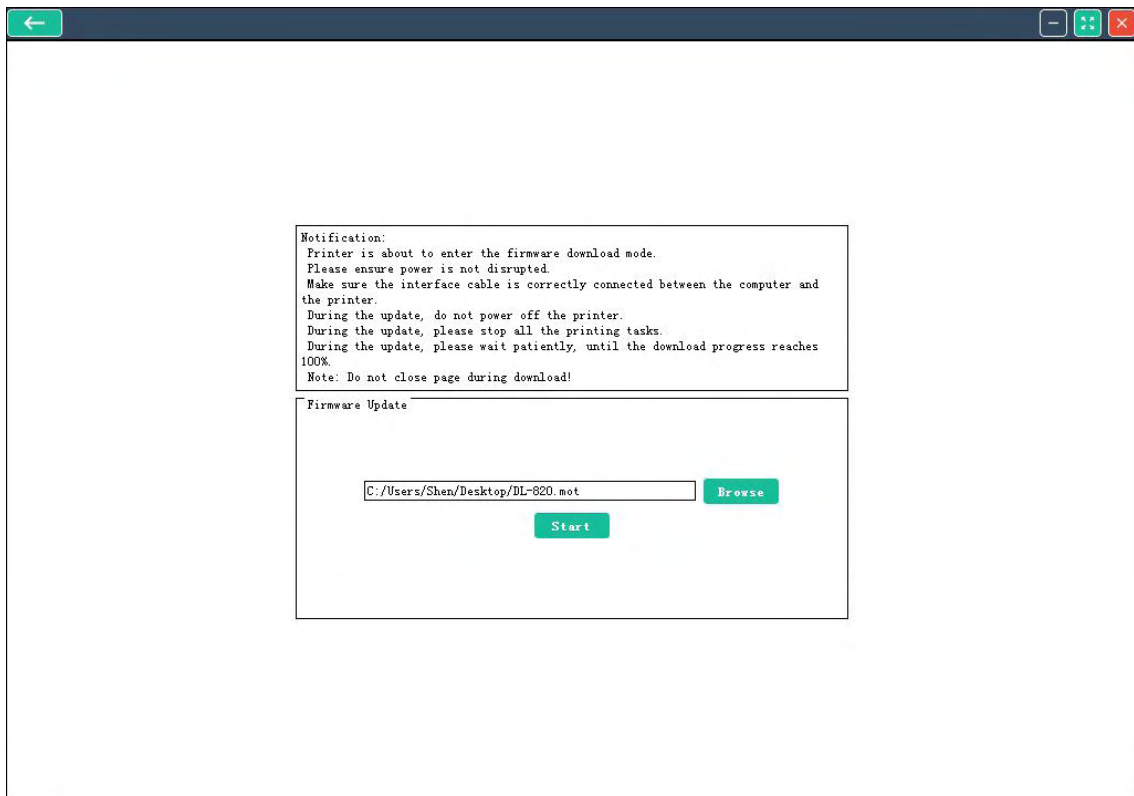 Notification:
Printer is about to enter the firmware download mode.
Please ensure power is not disrupted.
Make sure the interface cable is correctly connected between the computer and
the printer.
During the update, do not power off the printer.
During the update, please stop all the printing tasks.
During the update, please wait patiently, until the download progress reaches
100%.
Note: Do not close page during download!
Firmware Update
C:/Users/Shen/Desktop/DL-820.mot
Browse
Start